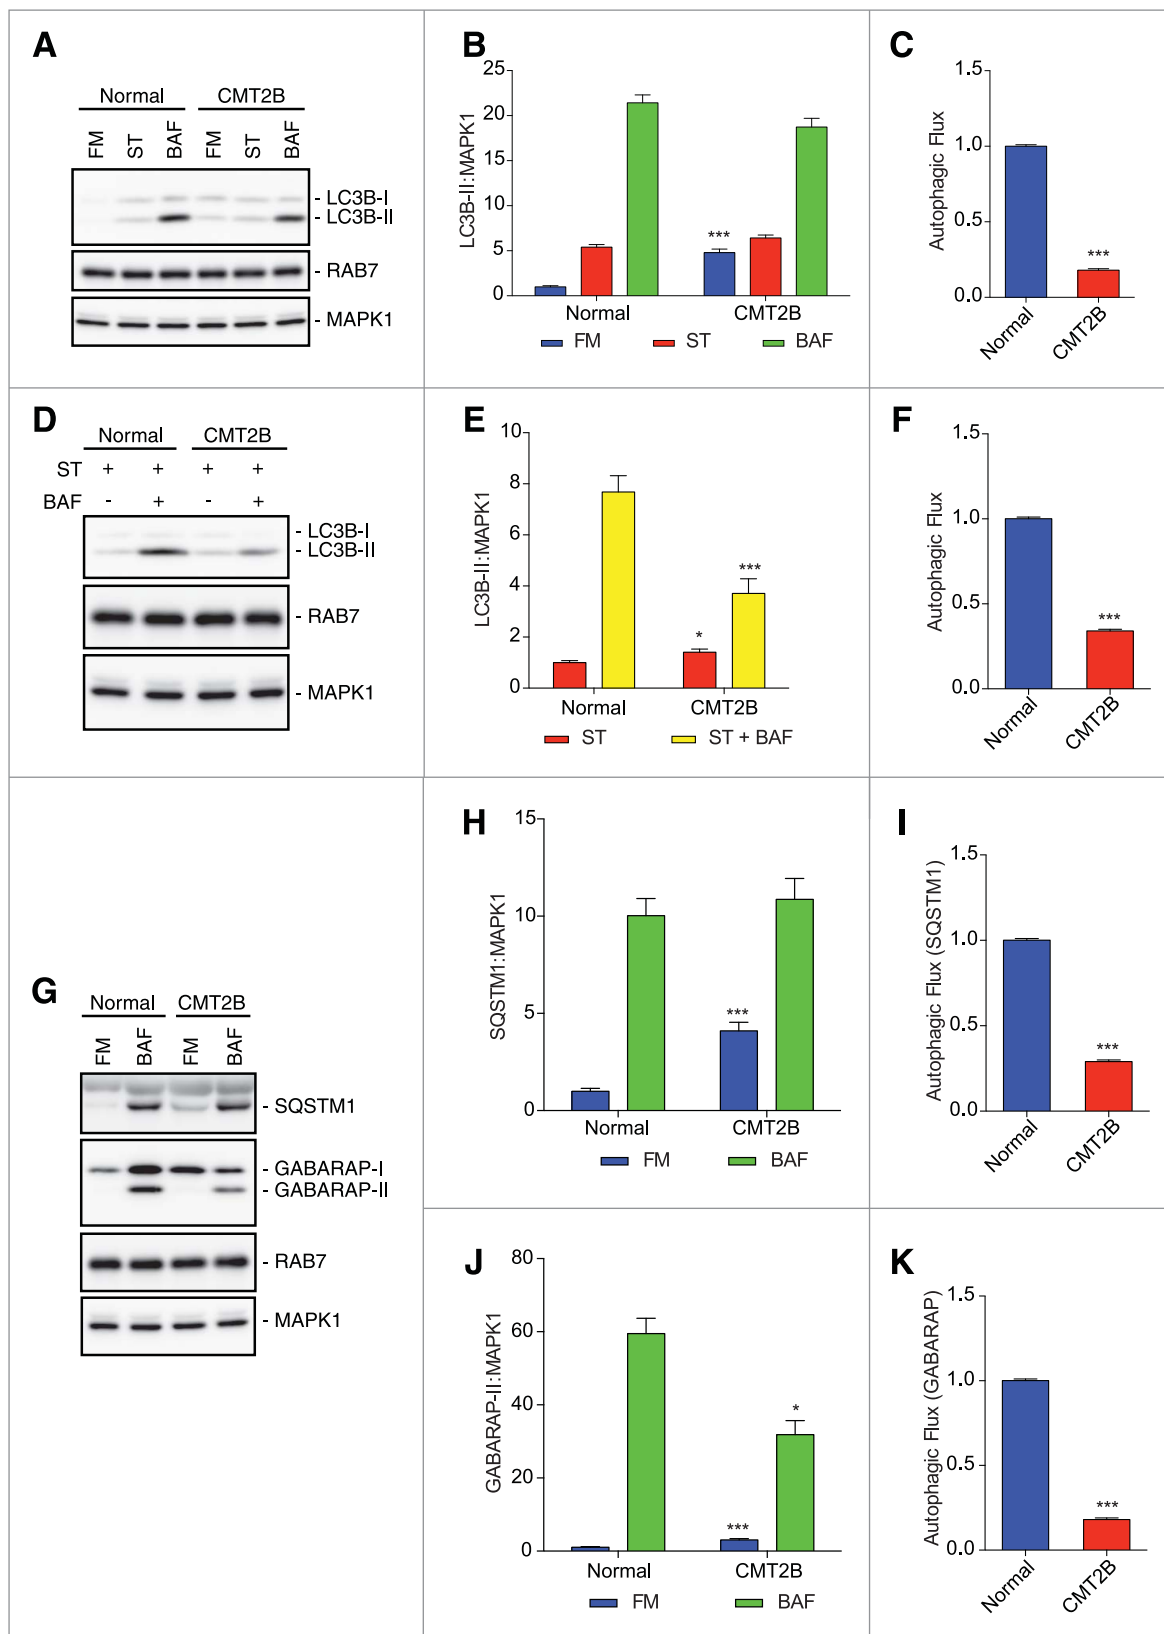 A
Normal CMT2B
FM ST BAF FM ST BAF
- LC3B-I
- LC3B-II
- RAB7
- MAPK1
B
LC3B-II:MAPK1
25
20
15
10
5
0
Normal CMT2B
FM ST BAF
***
C
Autophagic Flux
1.5
1.0
0.5
0.0
***
Normal CMT2B
D
Normal CMT2B
ST + + + +
BAF - + - +
- LC3B-I
- LC3B-II
- RAB7
- MAPK1
E
LC3B-II:MAPK1
10
8
6
4
2
0
* ***
Normal CMT2B
ST ST + BAF
F
Autophagic Flux
1.5
1.0
0.5
0.0
***
Normal CMT2B
G
Normal CMT2B
FM BAF FM BAF
- SQSTM1
- GABARAP-I
- GABARAP-II
- RAB7
- MAPK1
H
SQSTM1:MAPK1
15
10
5
0
***
Normal CMT2B
FM BAF
I
Autophagic Flux (SQSTM1)
1.5
1.0
0.5
0.0
***
Normal CMT2B
J
GABARAP-II:MAPK1
80
60
40
20
0
*** *
Normal CMT2B
FM BAF
K
Autophagic Flux (GABARAP)
1.5
1.0
0.5
0.0
***
Normal CMT2B